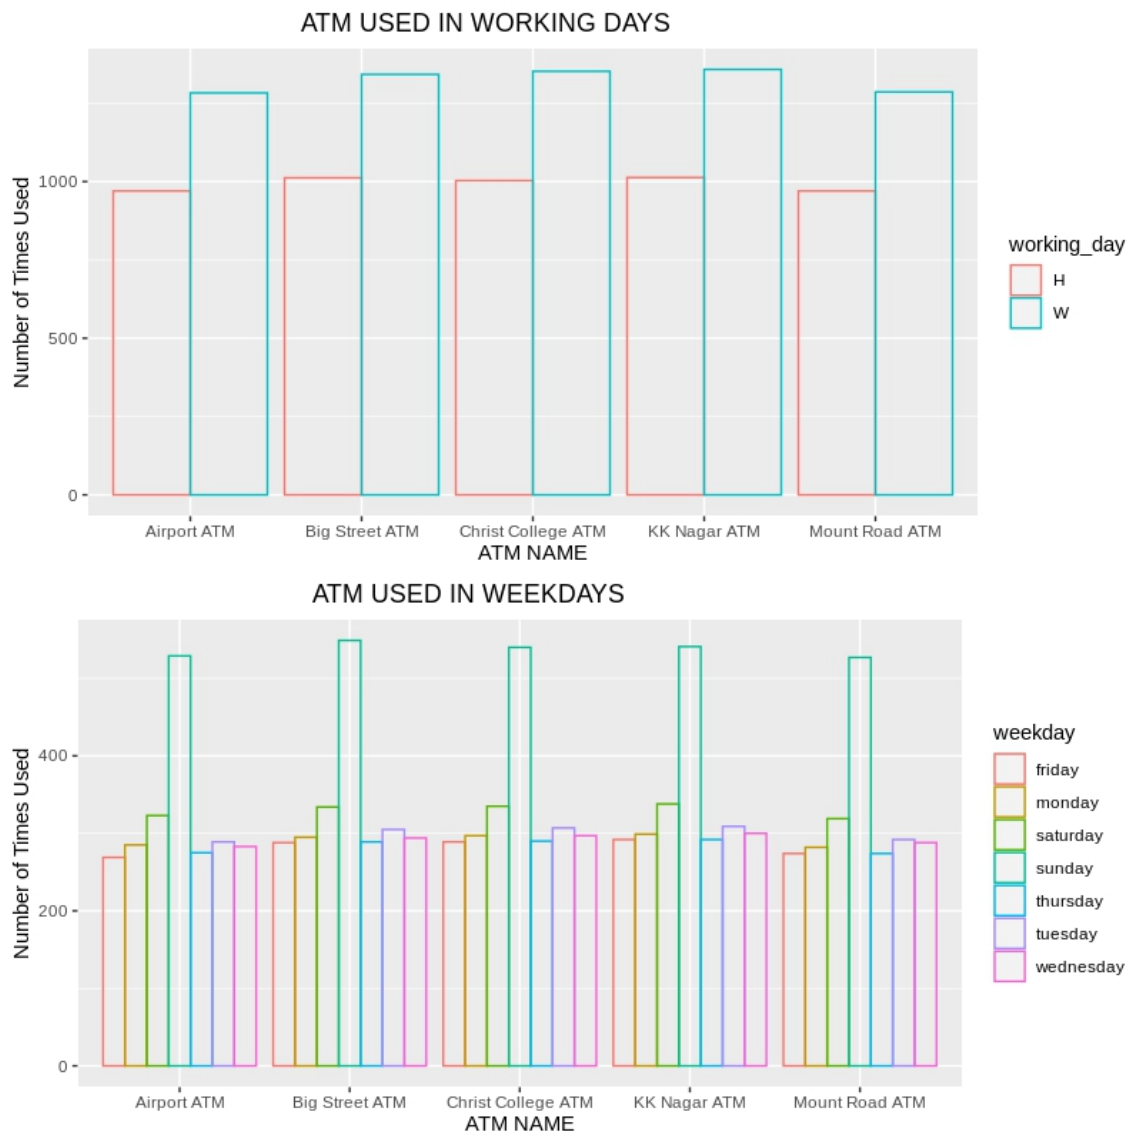 ATM USED IN WORKING DAYS
Number of Times Used
1000
500
0
Airport ATM Big Street ATM Christ College ATM KK Nagar ATM Mount Road ATM
ATM NAME
working_day
H
W
ATM USED IN WEEKDAYS
Number of Times Used
400
200
0
Airport ATM Big Street ATM Christ College ATM KK Nagar ATM Mount Road ATM
ATM NAME
weekday
friday
monday
saturday
sunday
thursday
tuesday
wednesday